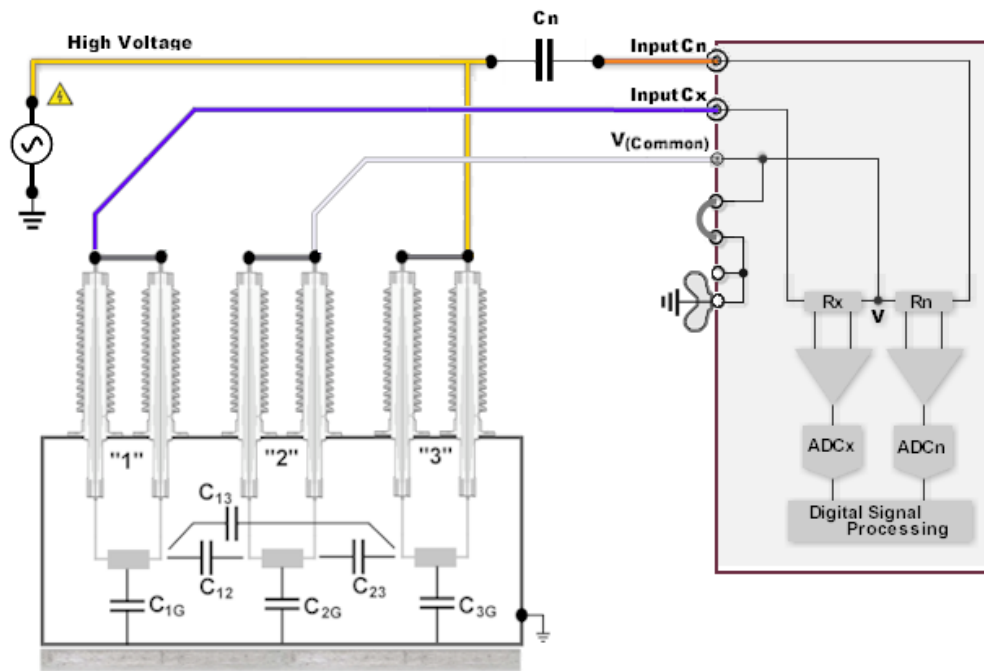 Cn
High Voltage
Input Cn
Input Cx
V(Common)
Rx
V
Rn
"1"
"2"
"3"
ADCx
ADCn
C13
C12
C23
C1G
C2G
C3G
Digital Signal
Processing